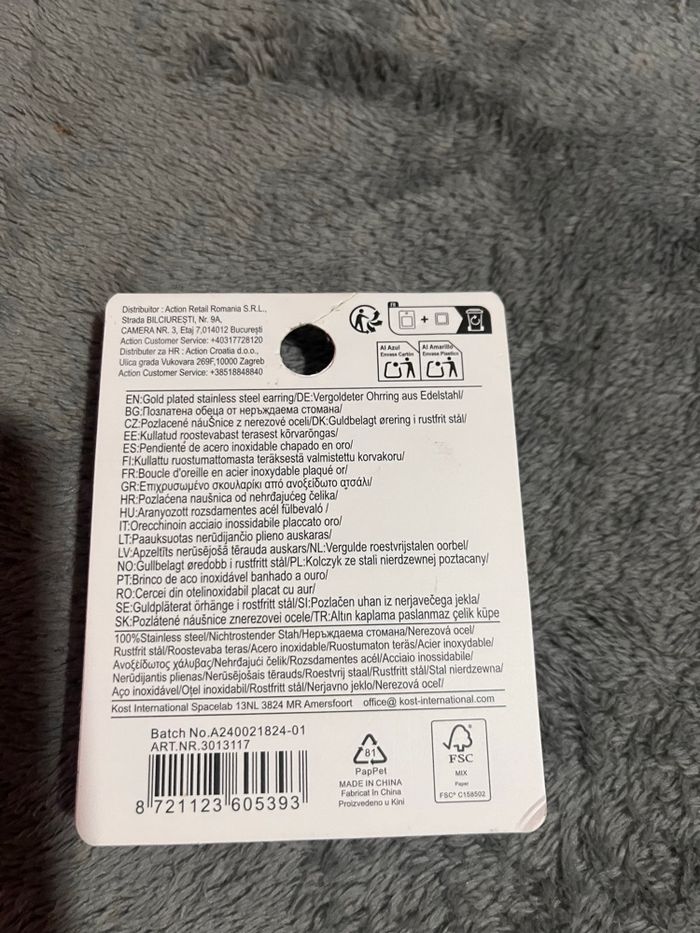 Distribuitor : Action Retail Romania S.R.L.,
Strada BILCIUREȘTI, Nr. 9A,
CAMERA NR. 3, Etaj 7,014012 București
Action Customer Service: +40317728120
Distributer za HR : Action Croatia d.o.o.,
Ulica grada Vukovara 269F,10000 Zagreb
Action Customer Service: +38518848840
FR
+
Al Azul
Envase Cartón
Al Amarillo
Envase Plástico
EN:Gold plated stainless steel earring/DE:Vergoldeter Ohrring aus Edelstahl/
BG:Позлатена обеца от неръждаема стомана/
CZ:Pozlacené náuŠnice z nerezové oceli/DK:Guldbelagt ørering i rustfrit stål/
EE:Kullatud roostevabast terasest kõrvarõngas/
ES:Pendiente de acero inoxidable chapado en oro/
FI:Kullattu ruostumattomasta teräksestä valmistettu korvakoru/
FR:Boucle d'oreille en acier inoxydable plaqué or/
GR:Επιχρυσωμένο σκουλαρίκι από ανοξείδωτο ατσάλι/
HR:Pozlaćena naušnica od nehrđajućeg čelika/
HU:Aranyozott rozsdamentes acél fülbevaló /
IT:Orecchinoin acciaio inossidabile placcato oro/
LT:Paauksuotas nerūdijančio plieno auskaras/
LV:Apzeltīts nerūsējošā tērauda auskars/NL:Vergulde roestvrijstalen oorbel/
NO:Gullbelagt øredobb i rustfritt stål/PL:Kolczyk ze stali nierdzewnej poztacany/
PT:Brinco de aco inoxidável banhado a ouro/
RO:Cercei din otelinoxidabil placat cu aur/
SE:Guldpläterat örhänge i rostfritt stål/SI:Pozlačen uhan iz nerjavečega jekla/
SK:Pozlátené náušnice znerezovei ocele/TR:Altın kaplama paslanmaz çelik küpe
100%Stainless steel/Nichtrostender Stah/Неръждаема стомана/Nerezová ocel/
Rustfrit stål/Roostevaba teras/Acero inoxidable/Ruostumaton teräs/Acier inoxydable/
Ανοξείδωτος χάλυβας/Nehrđajući čelik/Rozsdamentes acél/Acciaio inossidabile/
Nerūdijantis plienas/Nerūsējošais tērauds/Roestvrij staal/Rustfritt stål/Stal nierdzewna/
Aço inoxidável/Oțel inoxidabil/Rostfritt stål/Nerjavno jeklo/Nerezová oceľ/
Kost International Spacelab 13NL 3824 MR Amersfoort office@ kost-international.com
Batch No.A240021824-01
ART.NR.3013117
8 721123 605393
81
PapPet
MADE IN CHINA
Fabricat în China
Proizvedeno u Kini
FSC
MIX
Paper
FSC® C158502